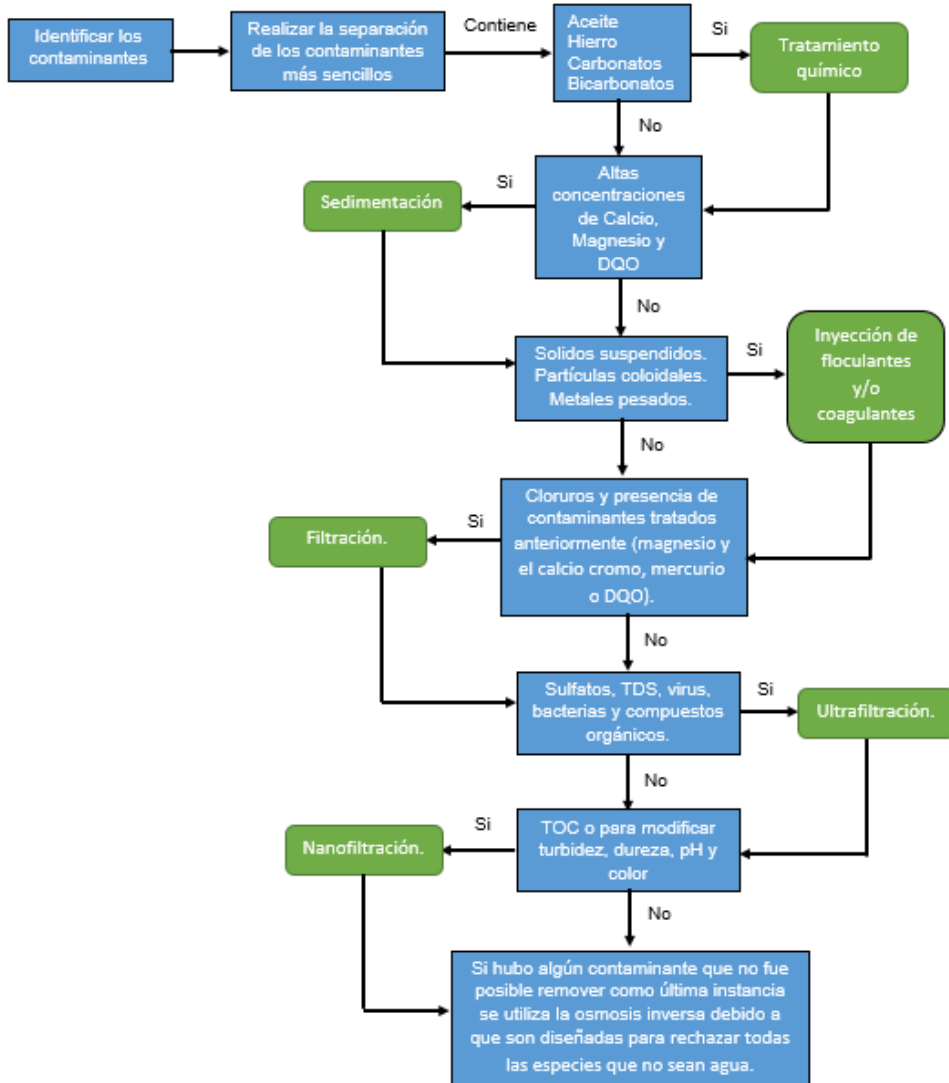 Identificar los
contaminantes
Realizar la separación
de los contaminantes
más sencillos
Contiene
Aceite
Hierro
Carbonatos
Bicarbonatos
Si
Tratamiento
químico
No
Altas
concentraciones
de Calcio,
Magnesio y
DQO
Si
Sedimentación
No
Solidos suspendidos.
Partículas coloidales.
Metales pesados.
Si
Inyección de
floculantes
y/o
coagulantes
No
Cloruros y presencia de
contaminantes tratados
anteriormente (magnesio y
el calcio cromo, mercurio
o DQO).
Si
Filtración.
No
Sulfatos, TDS, virus,
bacterias y compuestos
orgánicos.
Si
Ultrafiltración.
No
TOC o para modificar
turbidez, dureza, pH y
color
Si
Nanofiltración.
No
Si hubo algún contaminante que no fue
posible remover como última instancia
se utiliza la osmosis inversa debido a
que son diseñadas para rechazar todas
las especies que no sean agua.